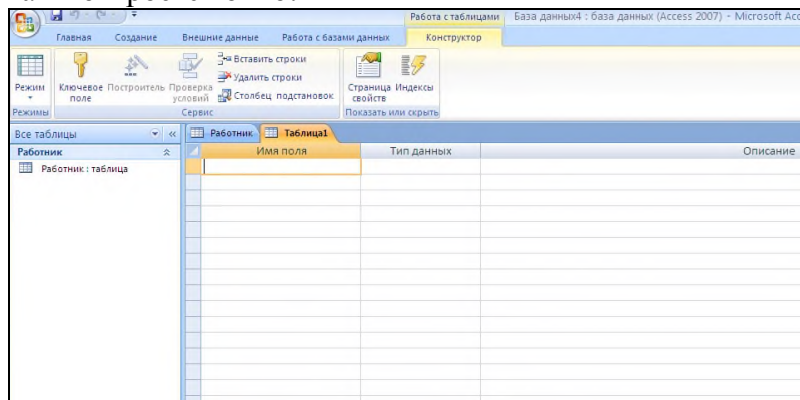 Работа с таблицами База данных4 : база данных (Access 2007) - Microsoft Acc
Главная Создание Внешние данные Работа с базами данных Конструктор
Режим
Ключевое поле
Построитель
Проверка условий
Вставить строки
Удалить строки
Столбец подстановок
Страница свойств
Индексы
Режимы Сервис Показать или скрыть
Все таблицы « Работник Таблица1
Работник
Работник : таблица
Имя поля Тип данных Описание